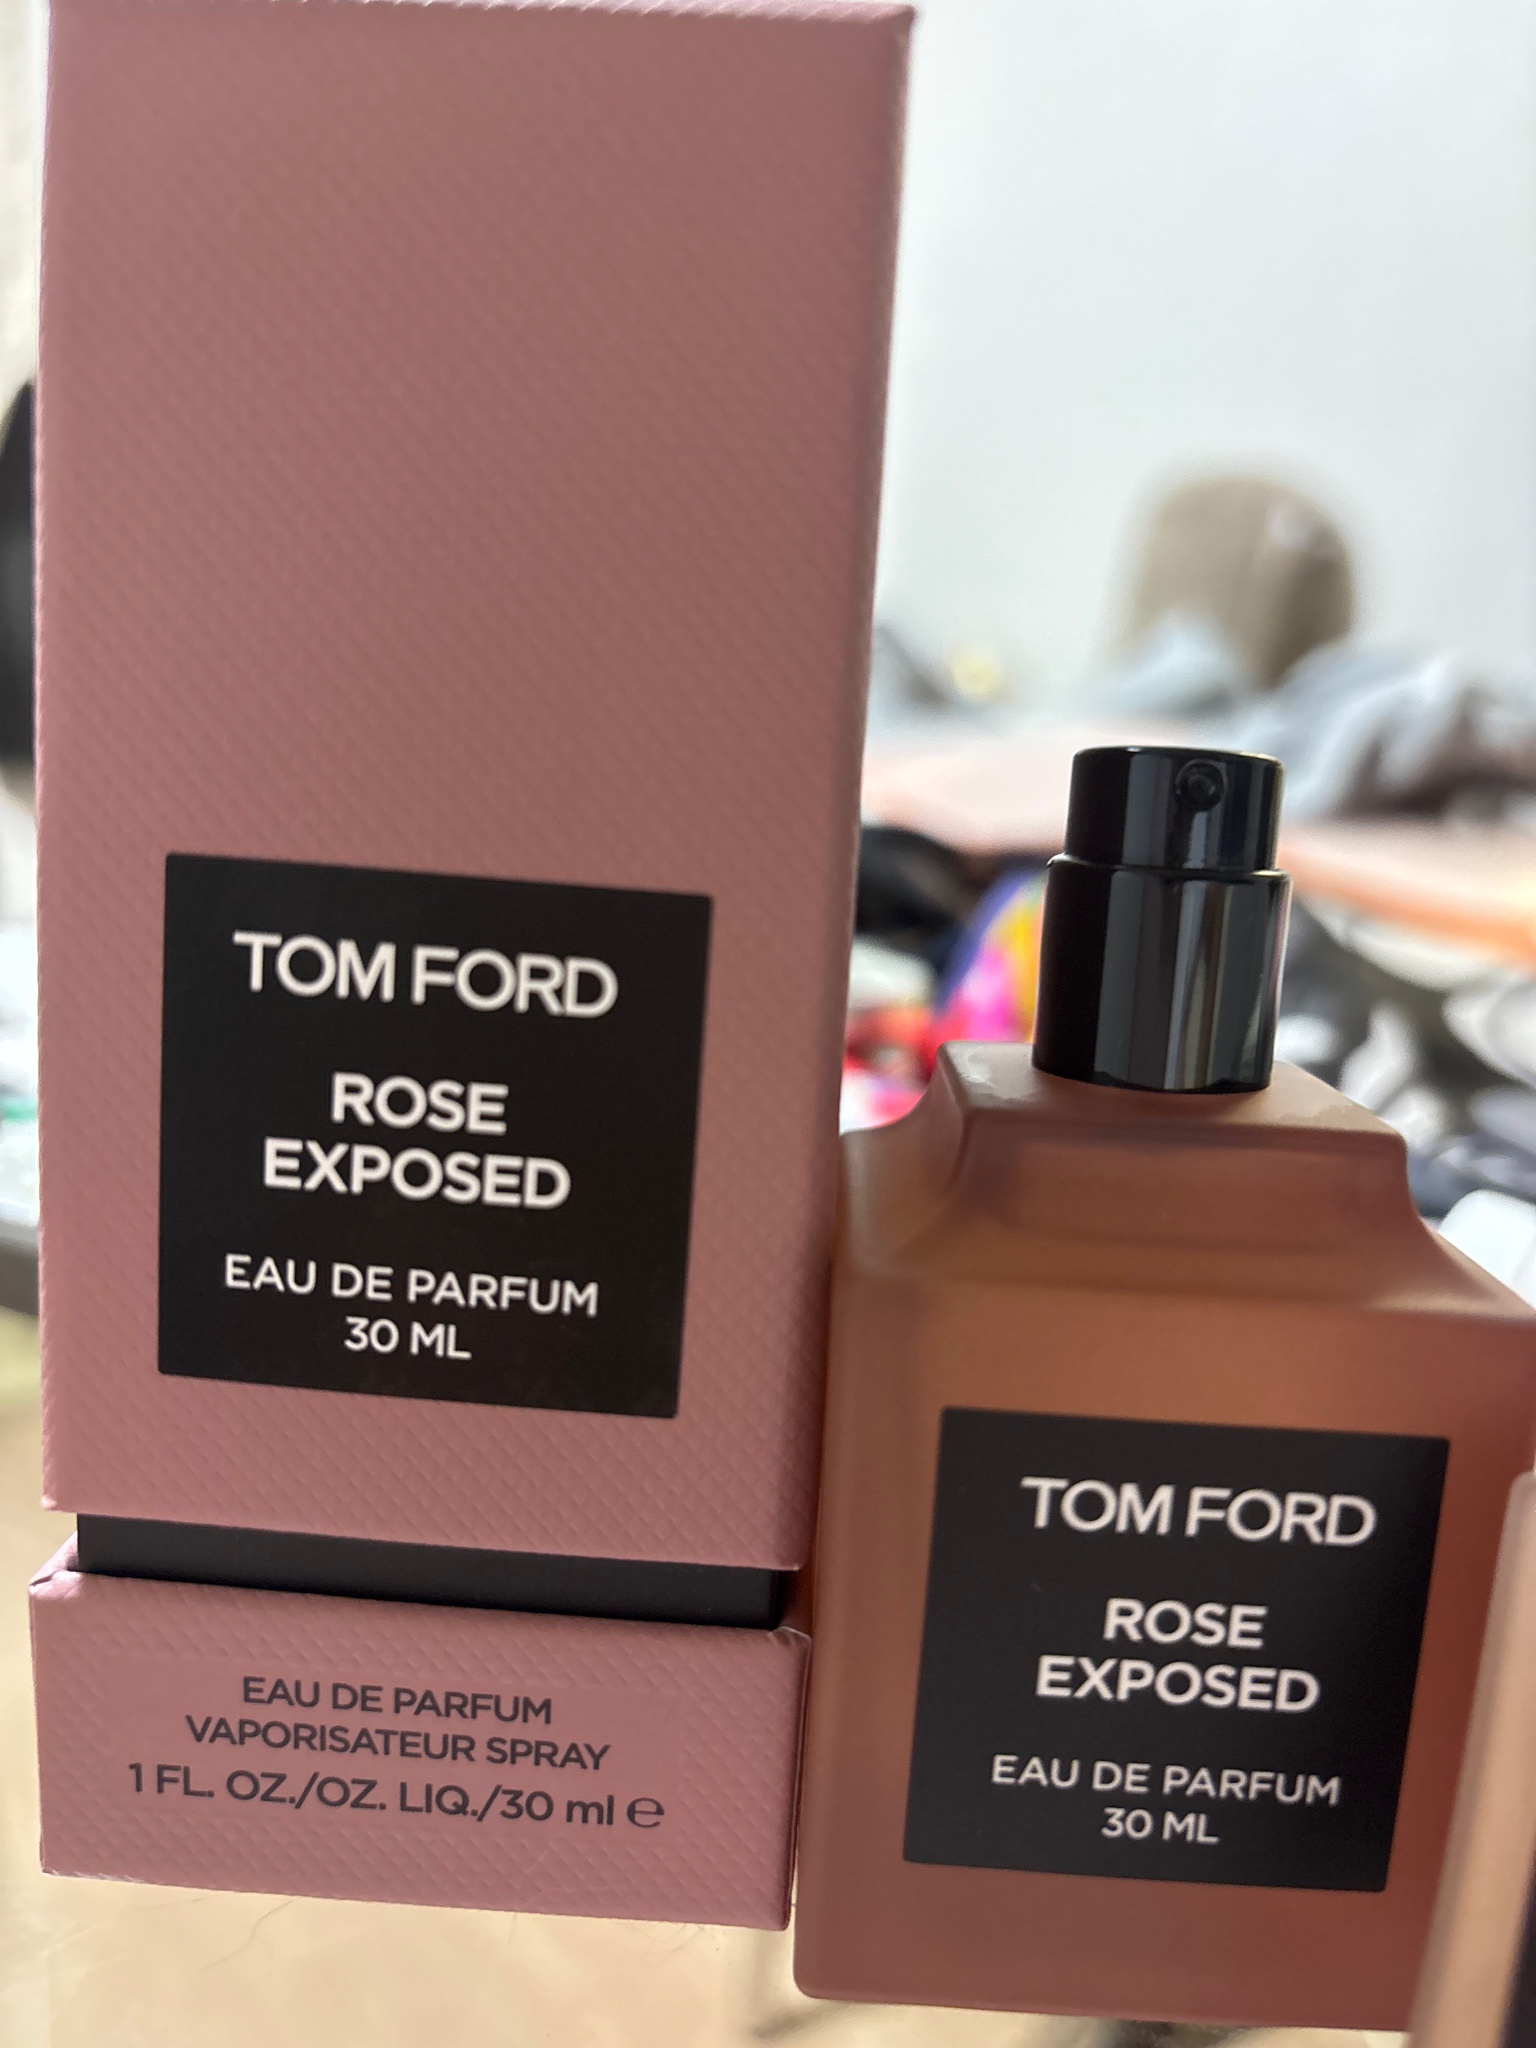 TOM FORD
ROSE
EXPOSED
EAU DE PARFUM
30 ML
EAU DE PARFUM
VAPORISATEUR SPRAY
1 FL. OZ./OZ. LIQ./30 ml ℮
TOM FORD
ROSE
EXPOSED
EAU DE PARFUM
30 ML